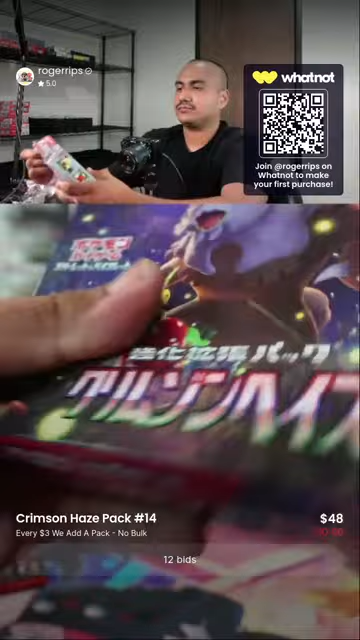 rogerrips
5.0
whatnot
Join @rogerrips on
Whatnot to make
your first purchase!
強化拡張パック
クリムゾンヘイズ
Crimson Haze Pack #14
$48
Every $3 We Add A Pack - No Bulk
12 bids